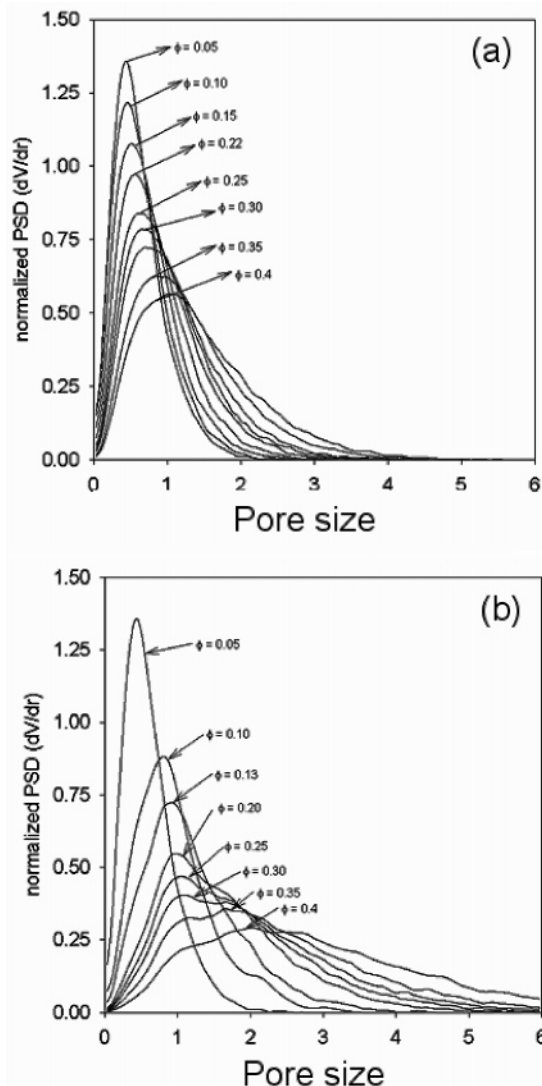 (a)
normalized PSD (dV/dr)
1.50
1.25
1.00
0.75
0.50
0.25
0.00
ϕ = 0.05
ϕ = 0.10
ϕ = 0.15
ϕ = 0.22
ϕ = 0.25
ϕ = 0.30
ϕ = 0.35
ϕ = 0.4
0 1 2 3 4 5 6
Pore size
(b)
normalized PSD (dV/dr)
1.50
1.25
1.00
0.75
0.50
0.25
0.00
ϕ = 0.05
ϕ = 0.10
ϕ = 0.13
ϕ = 0.20
ϕ = 0.25
ϕ = 0.30
ϕ = 0.35
ϕ = 0.4
0 1 2 3 4 5 6
Pore size